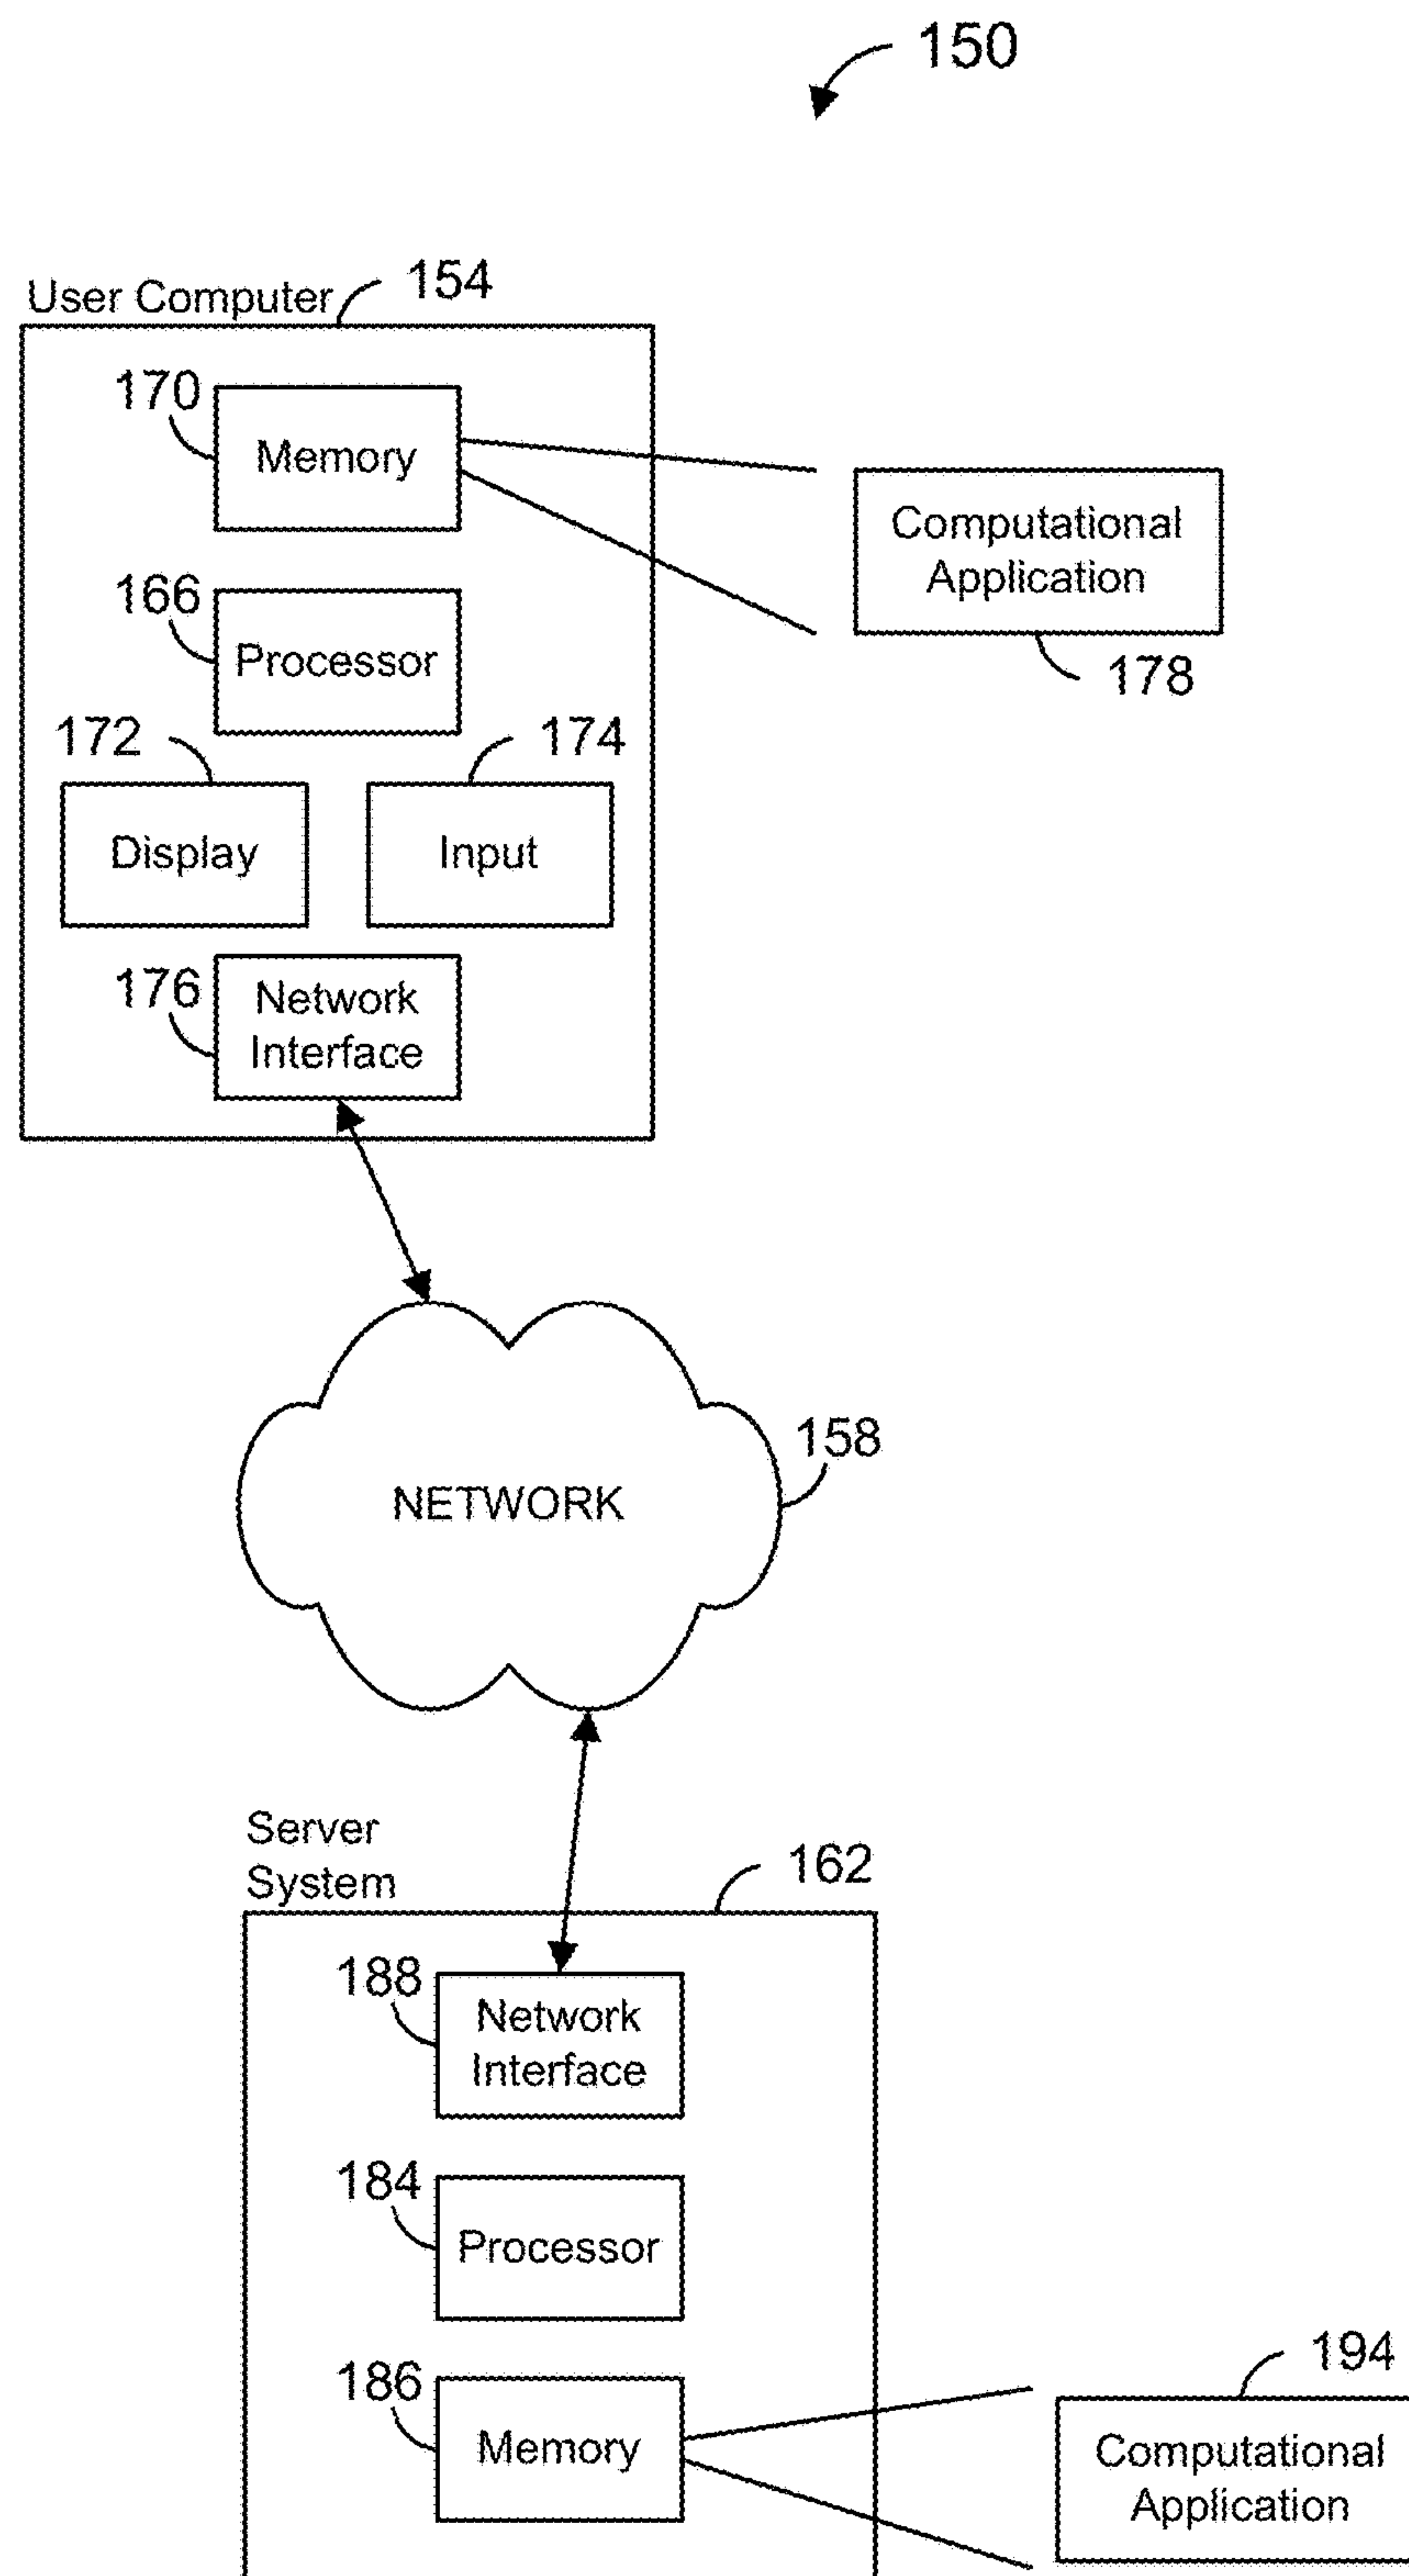 150
User Computer
154
170
Memory
Computational
Application
178
166
Processor
172
174
Display
Input
176
Network
Interface
158
NETWORK
Server
System
162
188
Network
Interface
184
Processor
186
Memory
194
Computational
Application